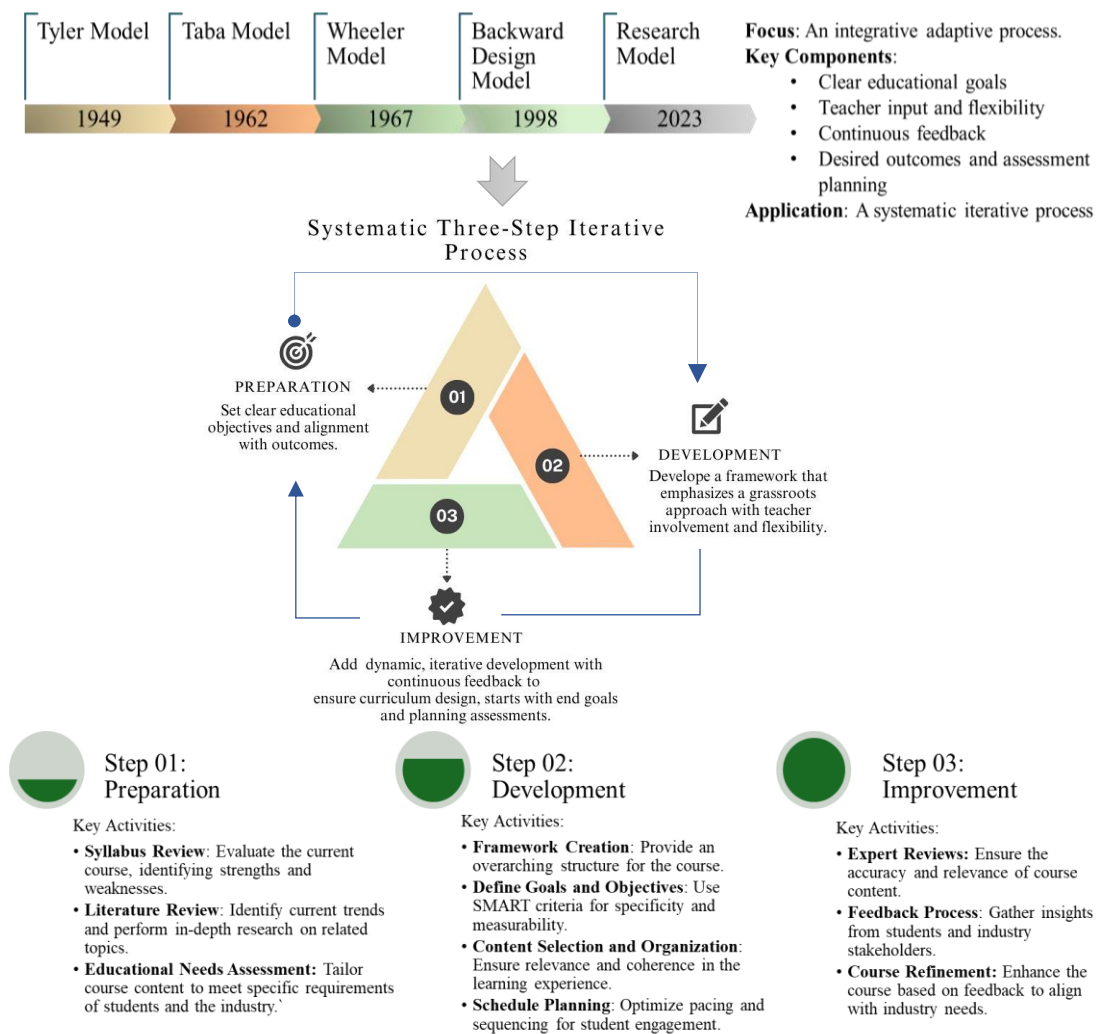 Tyler Model
Taba Model
Wheeler
Model
Backward
Design
Model
Research
Model
1949
1962
1967
1998
2023
Focus: An integrative adaptive process.
Key Components:
• Clear educational goals
• Teacher input and flexibility
• Continuous feedback
• Desired outcomes and assessment
planning
Application: A systematic iterative process
Systematic Three-Step Iterative
Process
PREPARATION
Set clear educational
objectives and alignment
with outcomes.
01
02
03
DEVELOPMENT
Develope a framework that
emphasizes a grassroots
approach with teacher
involvement and flexibility.
IMPROVEMENT
Add dynamic, iterative development with
continuous feedback to
ensure curriculum design, starts with end goals
and planning assessments.
Step 01:
Preparation
Key Activities:
• Syllabus Review: Evaluate the current
course, identifying strengths and
weaknesses.
• Literature Review: Identify current trends
and perform in-depth research on related
topics.
• Educational Needs Assessment: Tailor
course content to meet specific requirements
of students and the industry.`
Step 02:
Development
Key Activities:
• Framework Creation: Provide an
overarching structure for the course.
• Define Goals and Objectives: Use
SMART criteria for specificity and
measurability.
• Content Selection and Organization:
Ensure relevance and coherence in the
learning experience.
• Schedule Planning: Optimize pacing and
sequencing for student engagement.
Step 03:
Improvement
Key Activities:
• Expert Reviews: Ensure the
accuracy and relevance of course
content.
• Feedback Process: Gather insights
from students and industry
stakeholders.
• Course Refinement: Enhance the
course based on feedback to align
with industry needs.